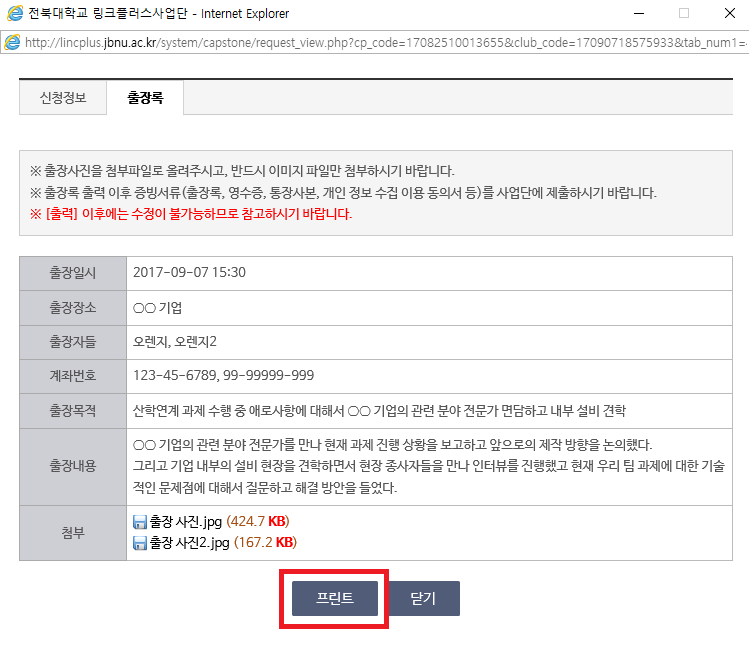 전북대학교 링크플러스사업단 - Internet Explorer
http://lincplus.jbnu.ac.kr/system/capstone/request_view.php?cp_code=17082510013655&club_code=17090718575933&tab_num1=
신청정보 출장록
※ 출장사진을 첨부파일로 올려주시고, 반드시 이미지 파일만 첨부하시기 바랍니다.
※ 출장록 출력 이후 증빙서류(출장록, 영수증, 통장사본, 개인 정보 수집 이용 동의서 등)를 사업단에 제출하시기 바랍니다.
※ [출력] 이후에는 수정이 불가능하므로 참고하시기 바랍니다.
출장일시 2017-09-07 15:30
출장장소 ○○ 기업
출장자들 오렌지, 오렌지2
계좌번호 123-45-6789, 99-99999-999
출장목적 산학연계 과제 수행 중 애로사항에 대해서 ○○ 기업의 관련 분야 전문가 면담하고 내부 설비 견학
출장내용 ○○ 기업의 관련 분야 전문가를 만나 현재 과제 진행 상황을 보고하고 앞으로의 제작 방향을 논의했다.
그리고 기업 내부의 설비 현장을 견학하면서 현장 종사자들을 만나 인터뷰를 진행했고 현재 우리 팀 과제에 대한 기술
적인 문제점에 대해서 질문하고 해결 방안을 들었다.
첨부 출장 사진.jpg (424.7 KB)
출장 사진2.jpg (167.2 KB)
프린트 닫기